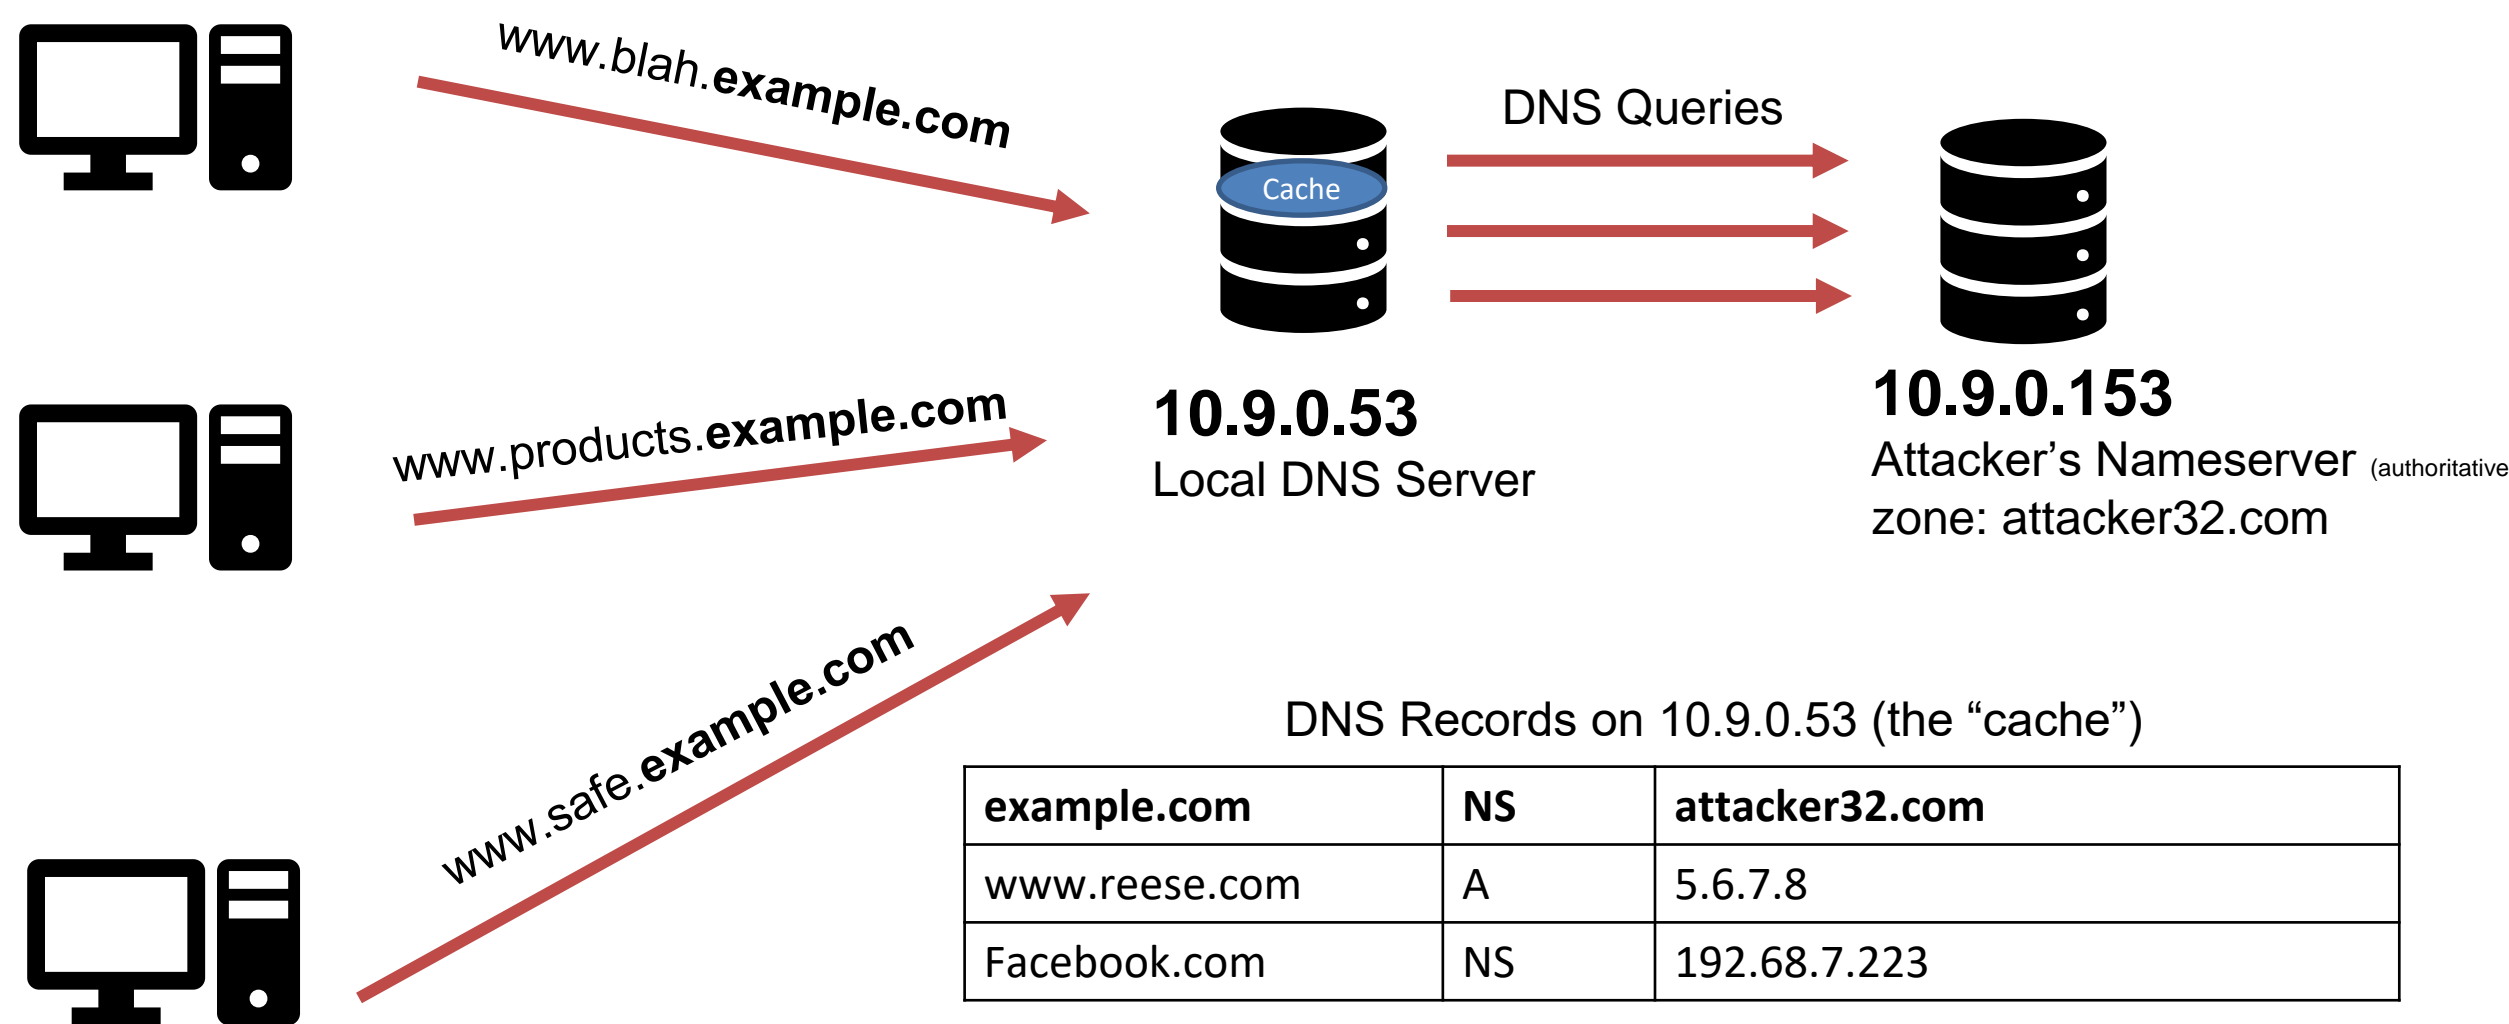 www.blah.example.com
DNS Queries
Cache
10.9.0.53
Local DNS Server
10.9.0.153
Attacker’s Nameserver (authoritative
zone: attacker32.com
www.products.example.com
www.safe.example.com
DNS Records on 10.9.0.53 (the “cache”)
example.com NS attacker32.com
www.reese.com A 5.6.7.8
Facebook.com NS 192.68.7.223